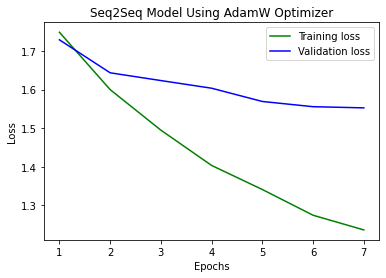 Seq2Seq Model Using AdamW Optimizer
Training loss
Validation loss
Loss
1.7
1.6
1.5
1.4
1.3
1 2 3 4 5 6 7
Epochs